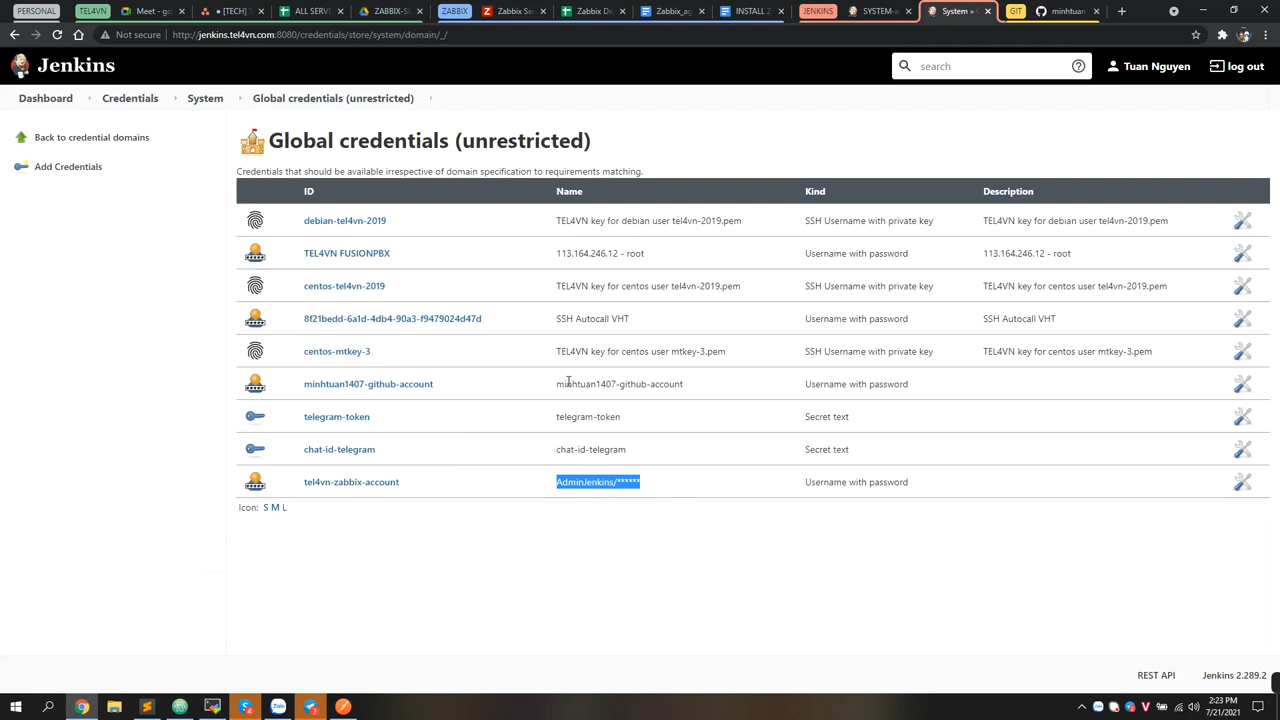 PERSONAL
TEL4VN
Meet - g
[TECH]
ALL SERV
ZABBIX-S
ZABBIX
Zabbix Ser
Zabbix De
Zabbix_ag
INSTALL Z
JENKINS
SYSTEM-
System »
GIT
minhtuan
Not secure
http://jenkins.tel4vn.com:8080/credentials/store/system/domain/_/
Jenkins
search
Tuan Nguyen
log out
Dashboard
Credentials
System
Global credentials (unrestricted)
Back to credential domains
Add Credentials
Global credentials (unrestricted)
Credentials that should be available irrespective of domain specification to requirements matching.
ID Name Kind Description
debian-tel4vn-2019 TEL4VN key for debian user tel4vn-2019.pem SSH Username with private key TEL4VN key for debian user tel4vn-2019.pem
TEL4VN FUSIONPBX 113.164.246.12 - root Username with password 113.164.246.12 - root
centos-tel4vn-2019 TEL4VN key for centos user tel4vn-2019.pem SSH Username with private key TEL4VN key for centos user tel4vn-2019.pem
8f21bedd-6a1d-4db4-90a3-f9479024d47d SSH Autocall VHT Username with password SSH Autocall VHT
centos-mtkey-3 TEL4VN key for centos user mtkey-3.pem SSH Username with private key TEL4VN key for centos user mtkey-3.pem
minhtuan1407-github-account minhtuan1407-github-account Username with password
telegram-token telegram-token Secret text
chat-id-telegram chat-id-telegram Secret text
tel4vn-zabbix-account AdminJenkins/****** Username with password
Icon: S M L
REST API Jenkins 2.289.2
2:23 PM
7/21/2021